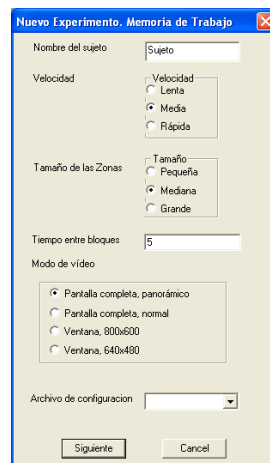 Nuevo Experimento. Memoria de Trabajo
Nombre del sujeto Sujeto
Velocidad Velocidad
Lenta
Media
Rápida
Tamaño de las Zonas Tamaño
Pequeña
Mediana
Grande
Tiempo entre bloques 5
Modo de vídeo
Pantalla completa, panorámico
Pantalla completa, normal
Ventana, 800x600
Ventana, 640x480
Archivo de configuracion
Siguiente Cancel